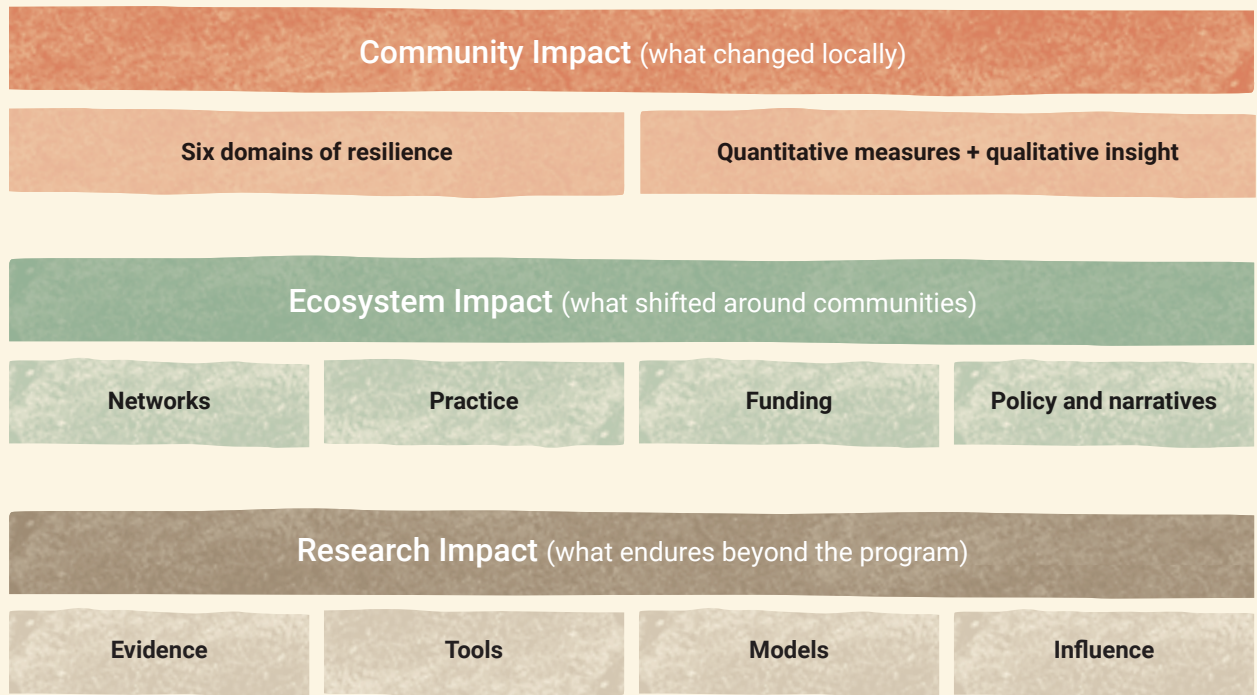 Community Impact (what changed locally)
Six domains of resilience
Quantitative measures + qualitative insight
Ecosystem Impact (what shifted around communities)
Networks
Practice
Funding
Policy and narratives
Research Impact (what endures beyond the program)
Evidence
Tools
Models
Influence